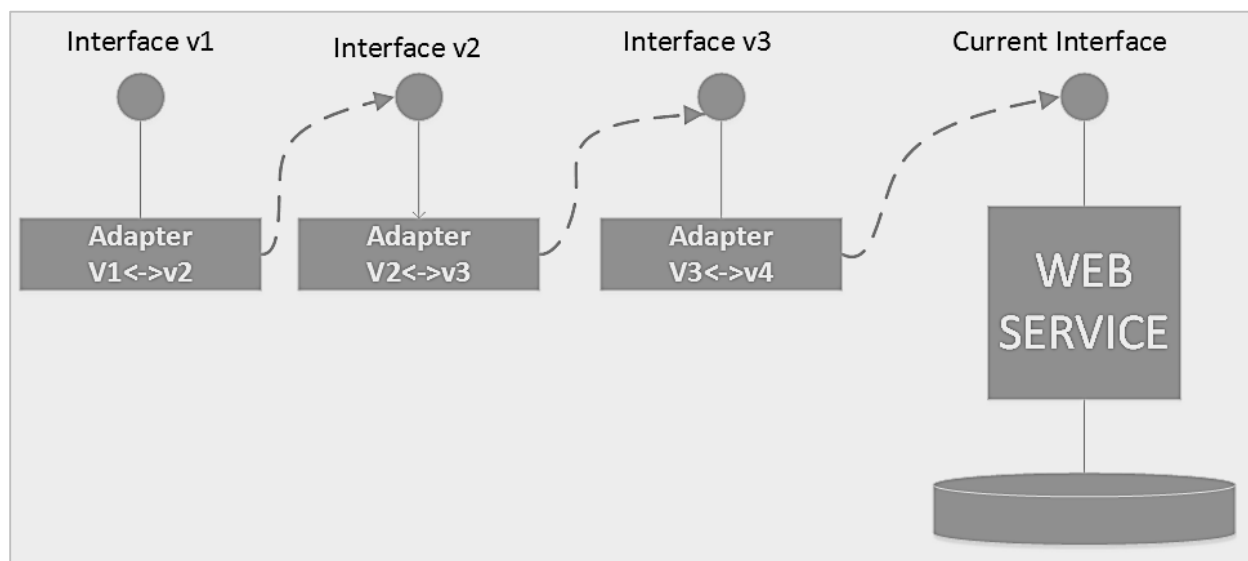 Interface v1
Interface v2
Interface v3
Current Interface
Adapter
V1<->v2
Adapter
V2<->v3
Adapter
V3<->v4
WEB
SERVICE